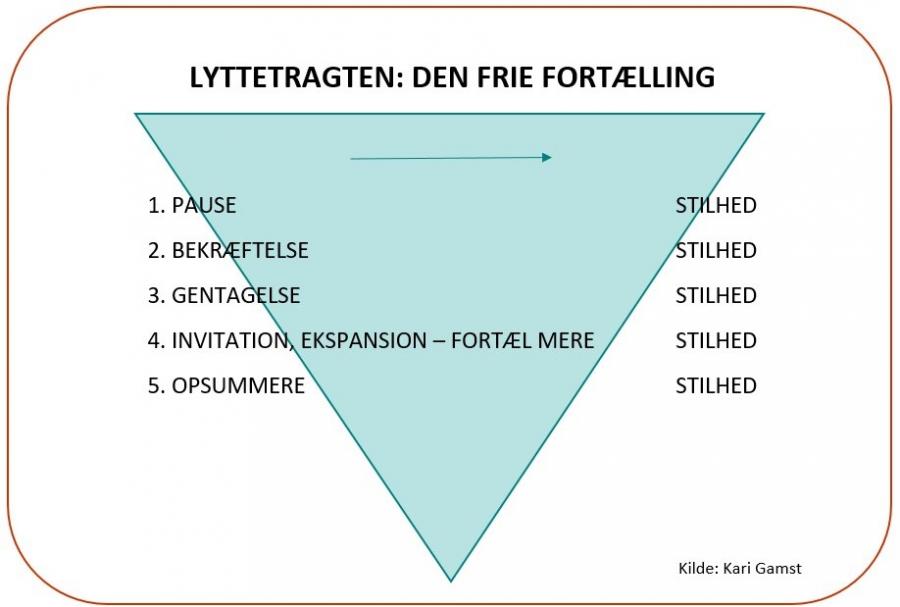 LYTTETRAGTEN: DEN FRIE FORTÆLLING
1. PAUSE STILHED
2. BEKRÆFTELSE STILHED
3. GENTAGELSE STILHED
4. INVITATION, EKSPANSION – FORTÆL MERE STILHED
5. OPSUMMERE STILHED
Kilde: Kari Gamst